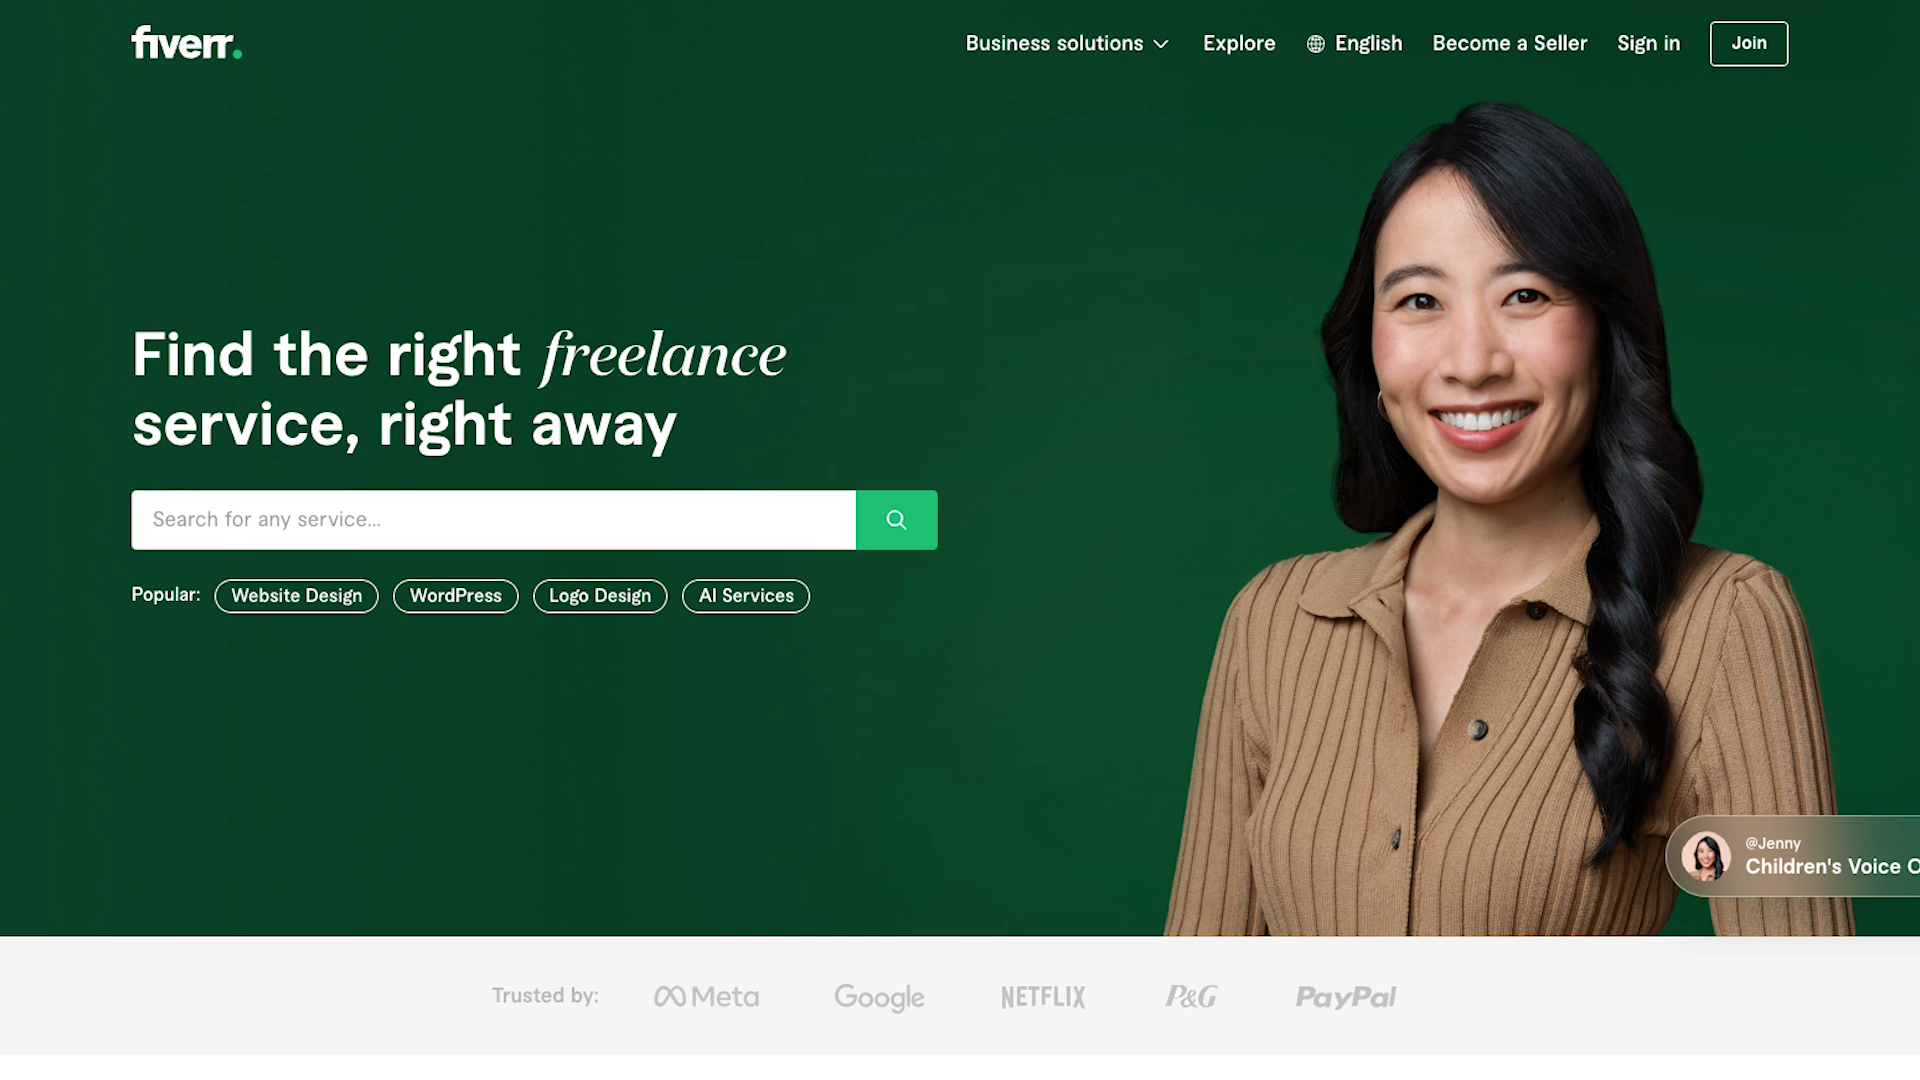 fiverr.
Business solutions
Explore
English
Become a Seller
Sign in
Join
Find the right freelance
service, right away
Search for any service...
Popular:
Website Design
WordPress
Logo Design
AI Services
@Jenny
Children's Voice O
Trusted by:
Meta
Google
NETFLIX
P&G
PayPal